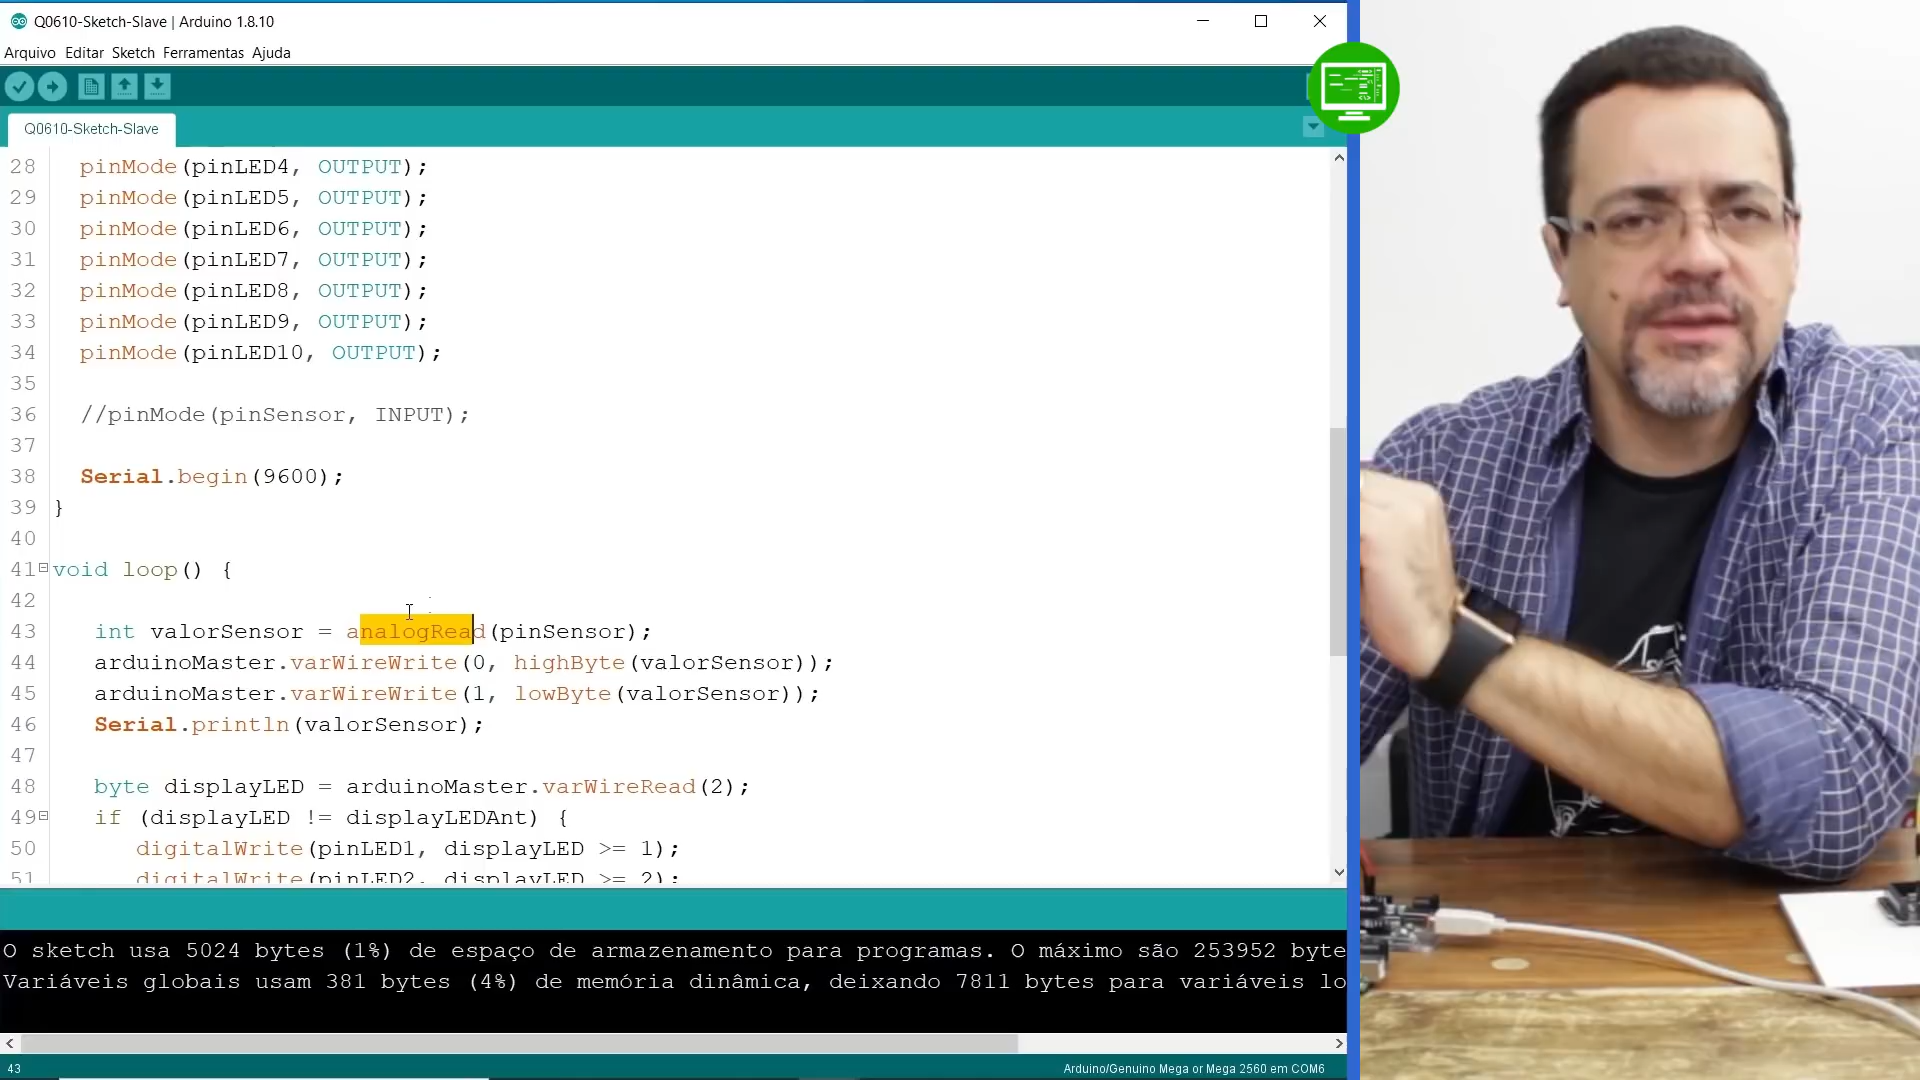 Q0610-Sketch-Slave | Arduino 1.8.10
Arquivo Editar Sketch Ferramentas Ajuda
Q0610-Sketch-Slave
28 pinMode(pinLED4, OUTPUT);
29 pinMode(pinLED5, OUTPUT);
30 pinMode(pinLED6, OUTPUT);
31 pinMode(pinLED7, OUTPUT);
32 pinMode(pinLED8, OUTPUT);
33 pinMode(pinLED9, OUTPUT);
34 pinMode(pinLED10, OUTPUT);
35
36 //pinMode(pinSensor, INPUT);
37
38 Serial.begin(9600);
39 }
40
41 void loop() {
42
43 int valorSensor = analogRead(pinSensor);
44 arduinoMaster.varWireWrite(0, highByte(valorSensor));
45 arduinoMaster.varWireWrite(1, lowByte(valorSensor));
46 Serial.println(valorSensor);
47
48 byte displayLED = arduinoMaster.varWireRead(2);
49 if (displayLED != displayLEDAnt) {
50 digitalWrite(pinLED1, displayLED >= 1);
51 digitalWrite(pinLED2, displayLED >= 2);
O sketch usa 5024 bytes (1%) de espaço de armazenamento para programas. O máximo são 253952 byte
Variáveis globais usam 381 bytes (4%) de memória dinâmica, deixando 7811 bytes para variáveis lo
43 Arduino/Genuino Mega or Mega 2560 em COM6